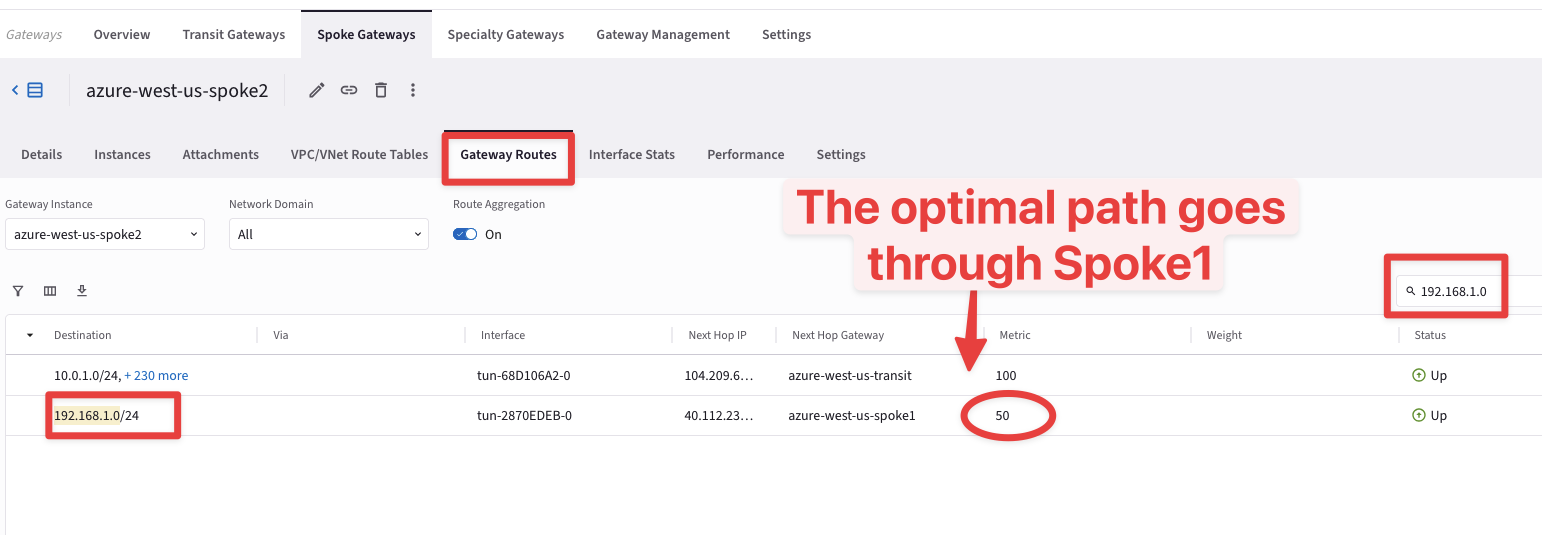 Gateways Overview Transit Gateways Spoke Gateways Specialty Gateways Gateway Management Settings
azure-west-us-spoke2
Details Instances Attachments VPC/VNet Route Tables Gateway Routes Interface Stats Performance Settings
Gateway Instance Network Domain Route Aggregation
azure-west-us-spoke2 All On
The optimal path goes
through Spoke1
192.168.1.0
Destination Via Interface Next Hop IP Next Hop Gateway Metric Weight Status
10.0.1.0/24, + 230 more tun-68D106A2-0 104.209.6... azure-west-us-transit 100 Up
192.168.1.0/24 tun-2870EDEB-0 40.112.23... azure-west-us-spoke1 50 Up